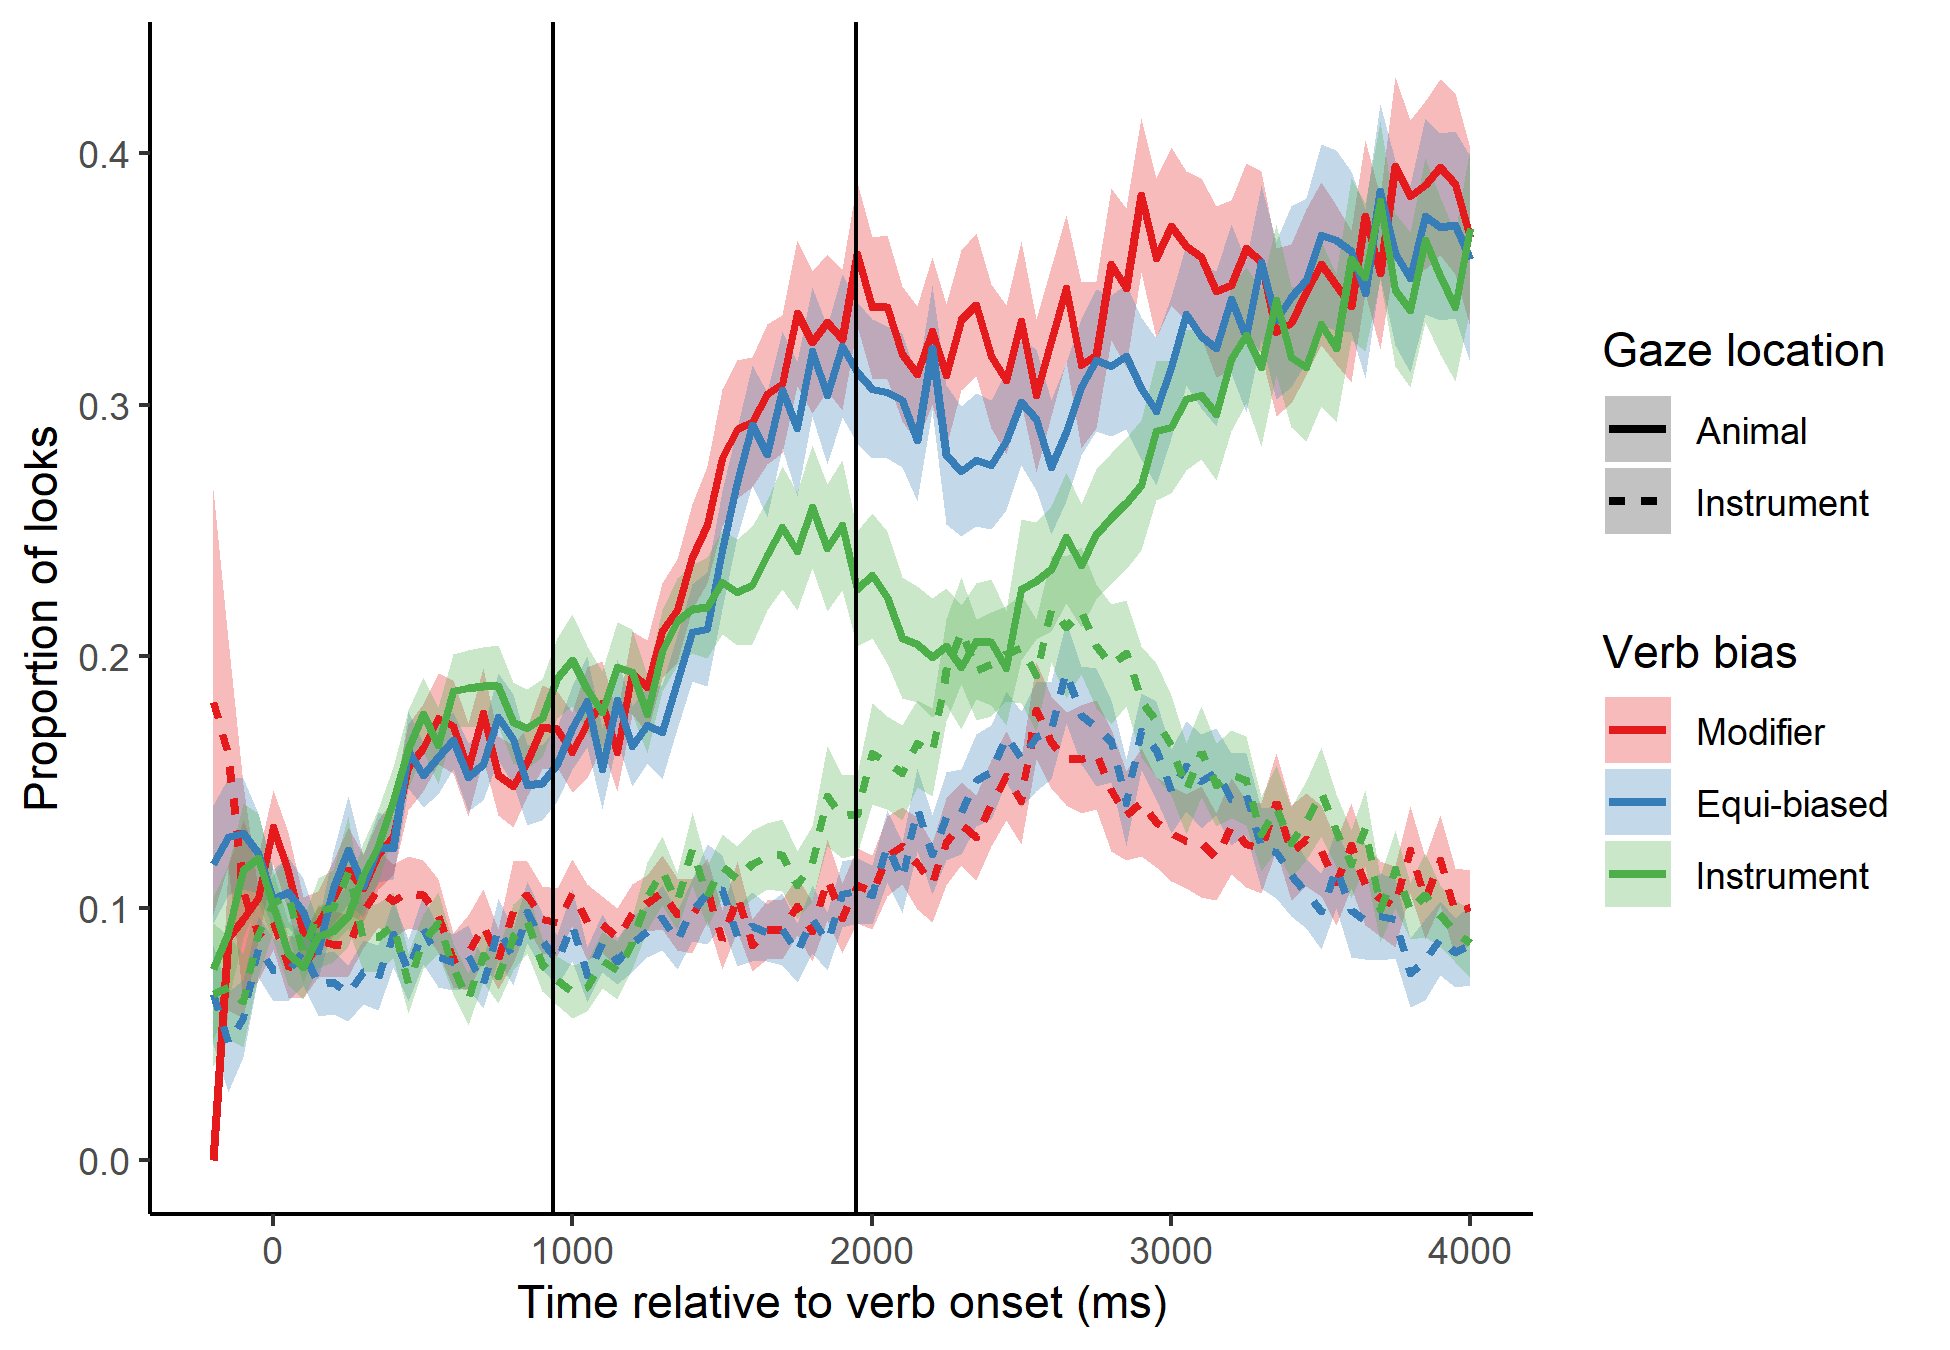 0.4
0.3
0.2
0.1
0.0
Proportion of looks
0
1000
2000
3000
4000
Time relative to verb onset (ms)
Gaze location
Animal
Instrument
Verb bias
Modifier
Equi-biased
Instrument